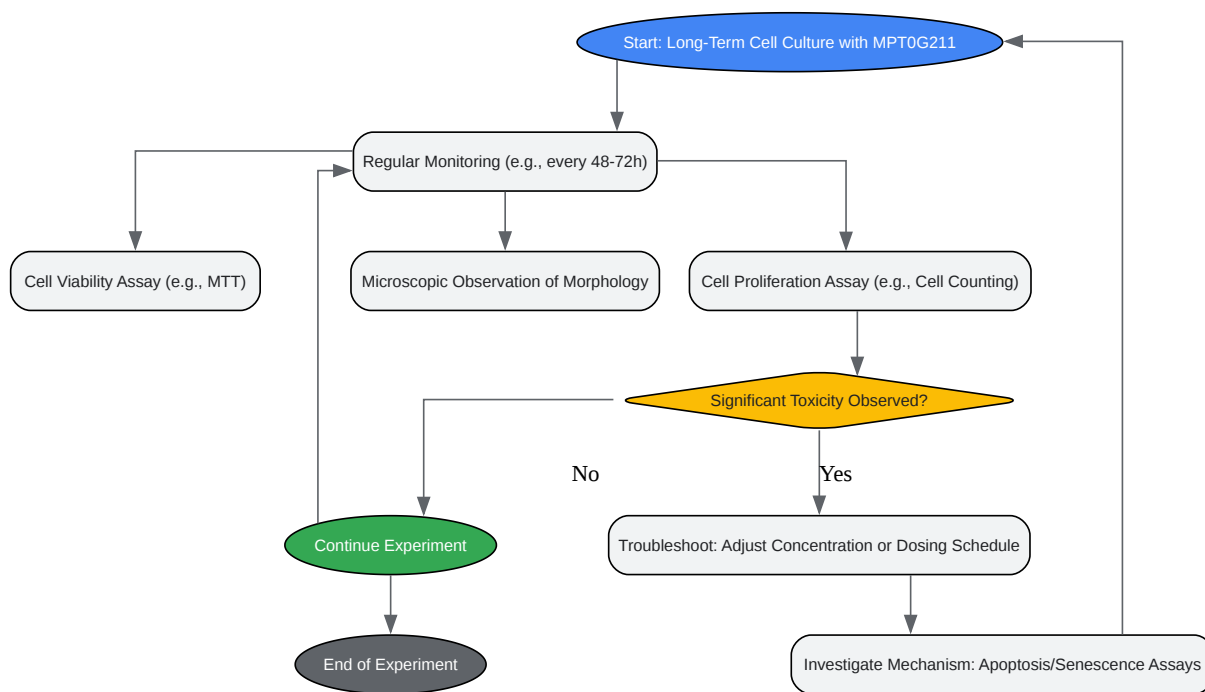 Start: Long-Term Cell Culture with MPT0G211
Regular Monitoring (e.g., every 48-72h)
Cell Viability Assay (e.g., MTT)
Microscopic Observation of Morphology
Cell Proliferation Assay (e.g., Cell Counting)
Significant Toxicity Observed?
No
Yes
Continue Experiment
Troubleshoot: Adjust Concentration or Dosing Schedule
End of Experiment
Investigate Mechanism: Apoptosis/Senescence Assays